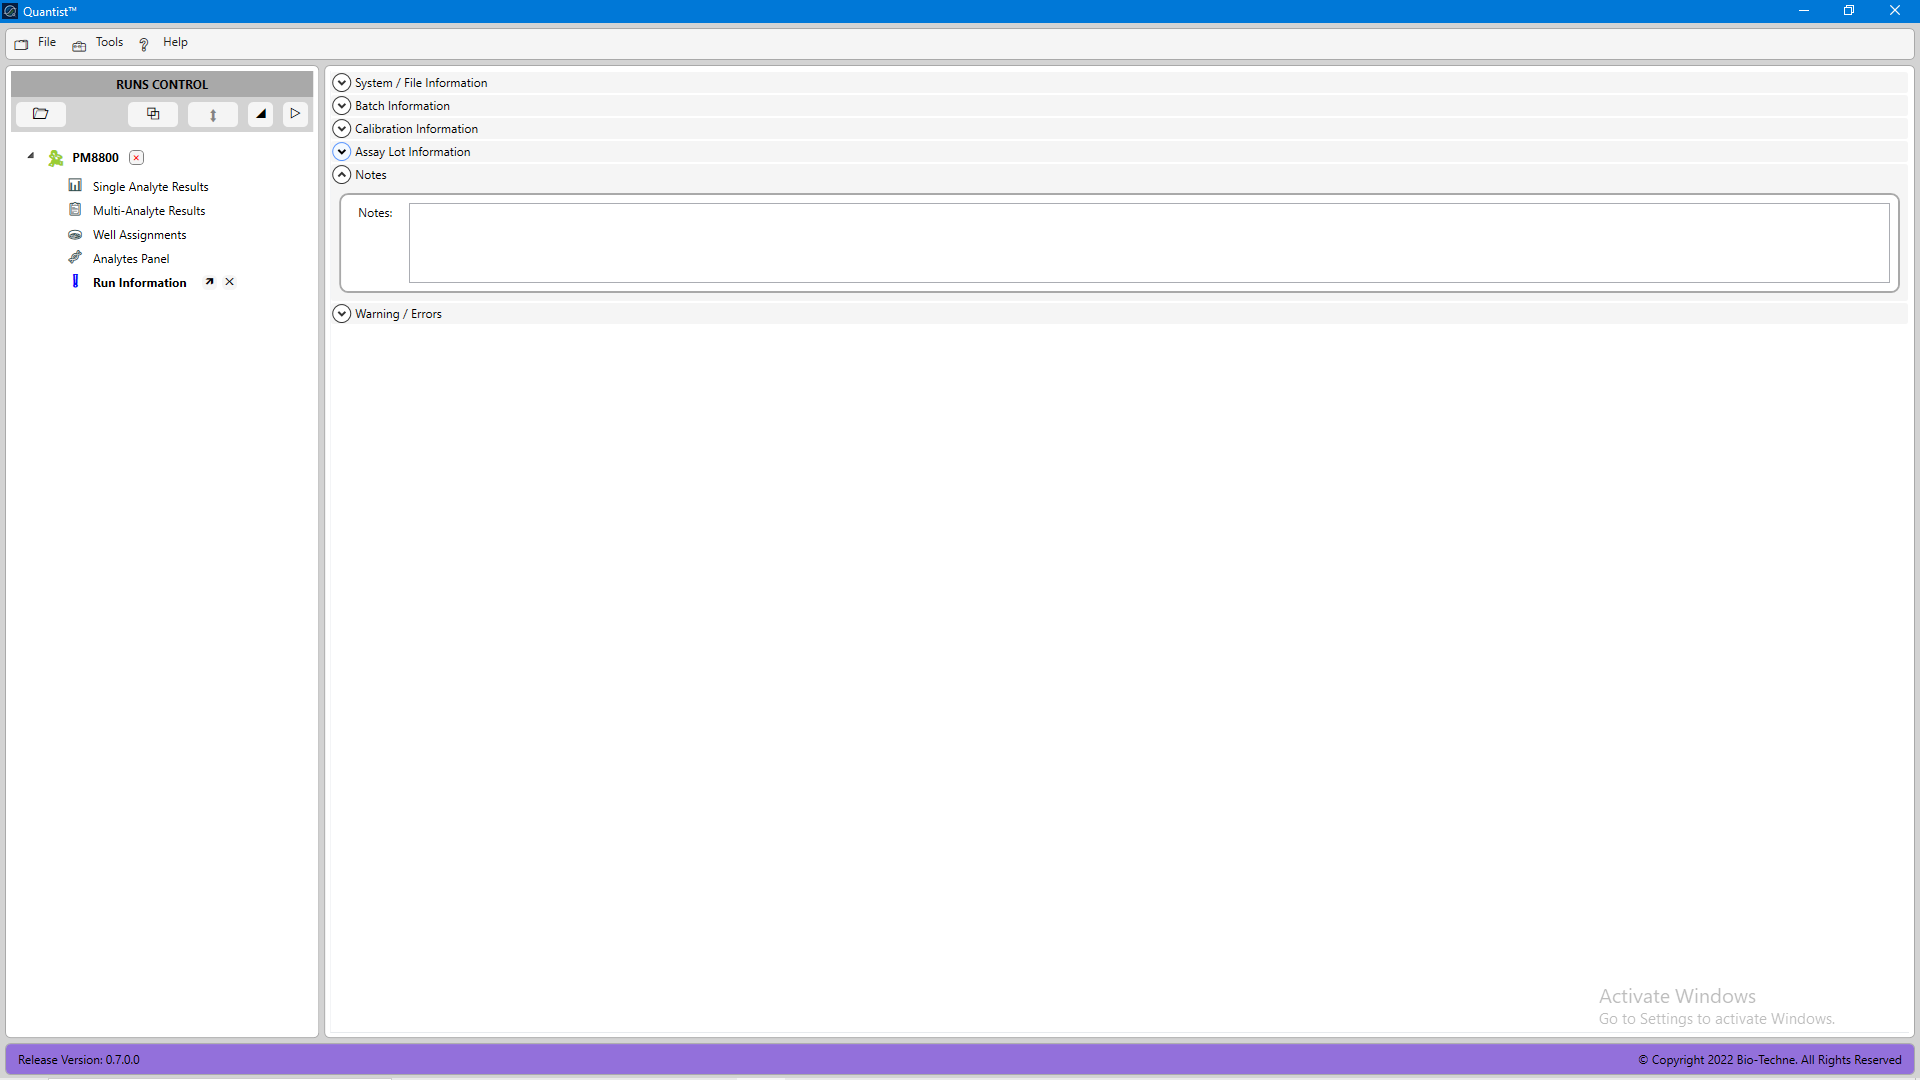 Quantist™
File Tools Help
RUNS CONTROL
PM8800
Single Analyte Results
Multi-Analyte Results
Well Assignments
Analytes Panel
Run Information
System / File Information
Batch Information
Calibration Information
Assay Lot Information
Notes
Notes:
Warning / Errors
Activate Windows
Go to Settings to activate Windows.
Release Version: 0.7.0.0
© Copyright 2022 Bio-Techne. All Rights Reserved